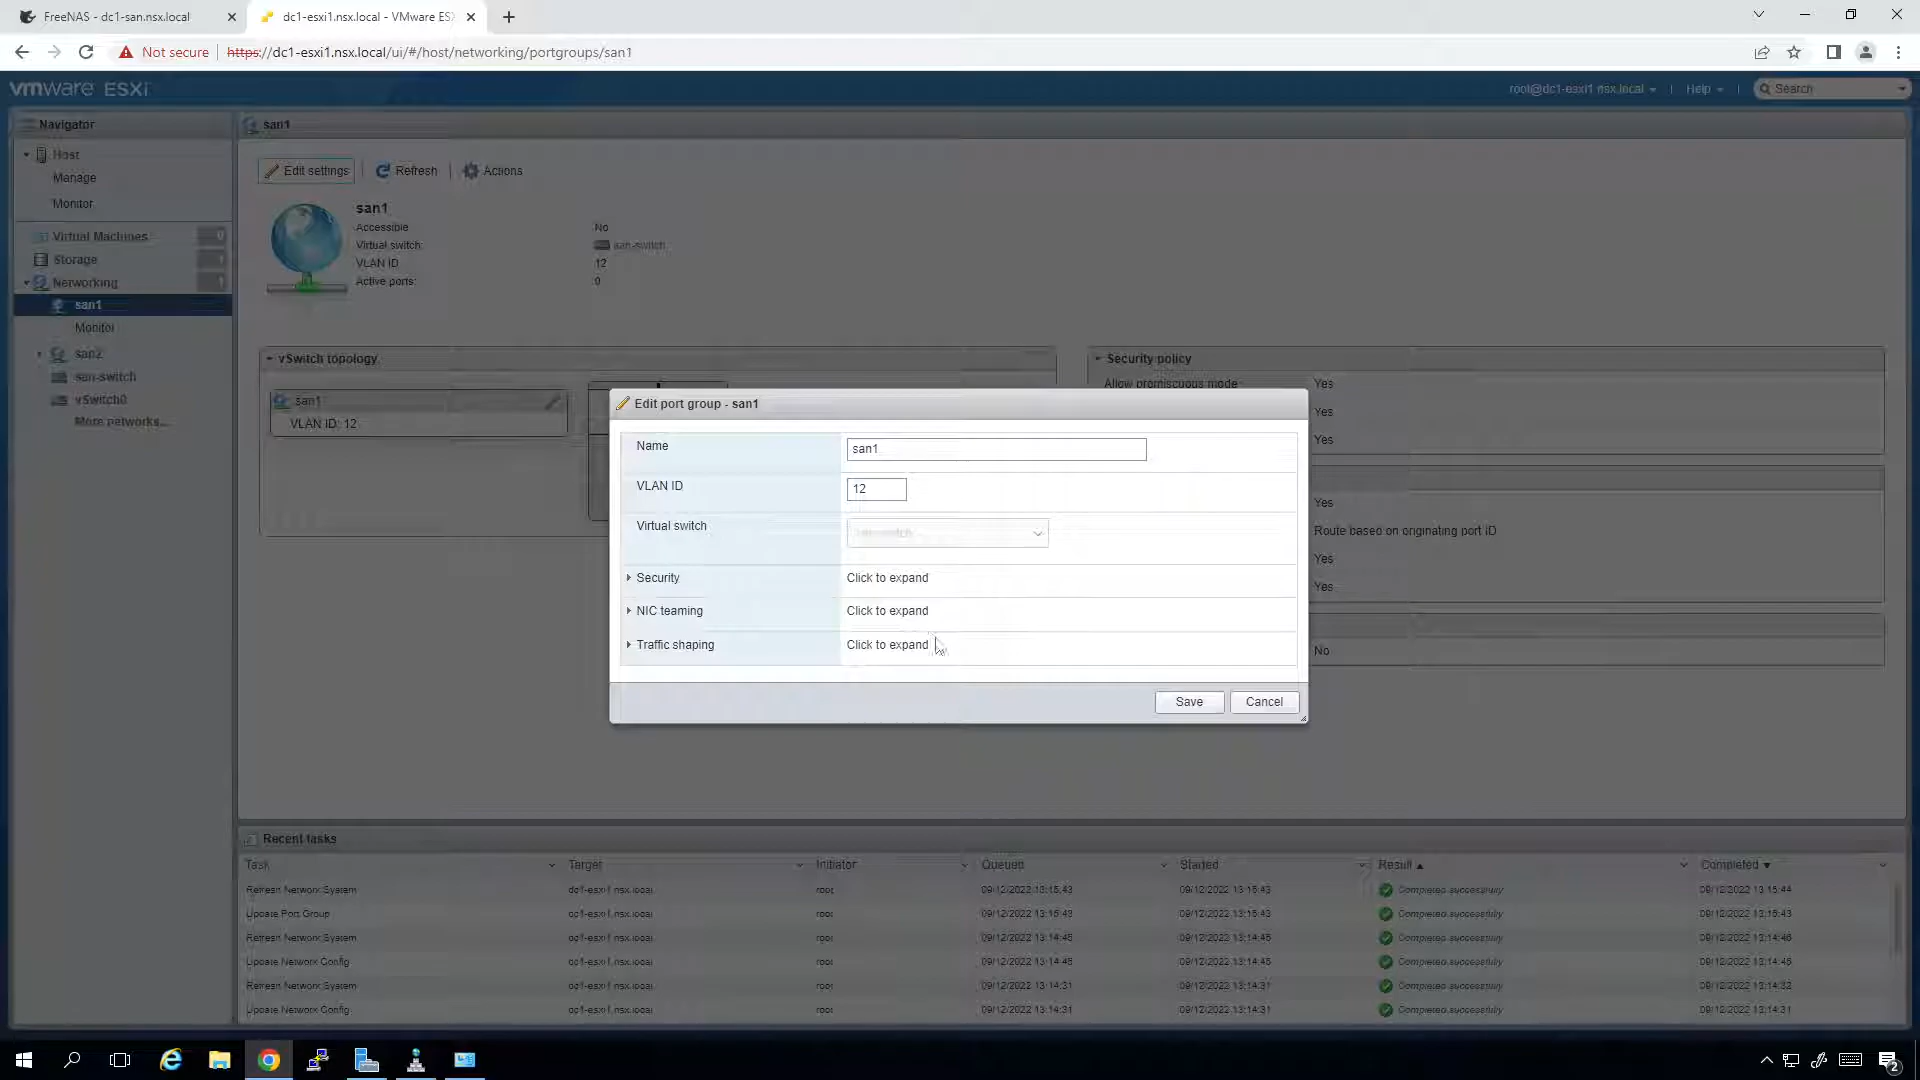 FreeNAS - dc1-san.nsx.local
dc1-esxi1.nsx.local - VMware ES
Not secure
https://dc1-esxi1.nsx.local/ui/#/host/networking/portgroups/san1
vmware ESXi
root@dc1-esxi1.nsx.local
Help
Search
Navigator
san1
Host
Manage
Monitor
Virtual Machines 0
Storage 1
Networking 1
san1
Monitor
san2
san-switch
vSwitch0
More networks...
Edit settings
Refresh
Actions
san1
Accessible No
Virtual switch: san-switch
VLAN ID 12
Active ports: 0
vSwitch topology
san1
VLAN ID: 12
Security policy
Allow promiscuous mode Yes
Yes
Yes
Yes
Route based on originating port ID
Yes
Yes
No
Edit port group - san1
Name san1
VLAN ID 12
Virtual switch
Security Click to expand
NIC teaming Click to expand
Traffic shaping Click to expand
Save
Cancel
Recent tasks
Task Target Initiator Queued Started Result Completed
Refresh Network System dc1-esxi1.nsx.local root 09/12/2022 13:15:43 09/12/2022 13:15:43 Completed successfully 09/12/2022 13:15:44
Update Port Group dc1-esxi1.nsx.local root 09/12/2022 13:15:43 09/12/2022 13:15:43 Completed successfully 09/12/2022 13:15:43
Refresh Network System dc1-esxi1.nsx.local root 09/12/2022 13:14:45 09/12/2022 13:14:45 Completed successfully 09/12/2022 13:14:46
Update Network Config dc1-esxi1.nsx.local root 09/12/2022 13:14:45 09/12/2022 13:14:45 Completed successfully 09/12/2022 13:14:45
Refresh Network System dc1-esxi1.nsx.local root 09/12/2022 13:14:31 09/12/2022 13:14:31 Completed successfully 09/12/2022 13:14:32
Update Network Config dc1-esxi1.nsx.local root 09/12/2022 13:14:31 09/12/2022 13:14:31 Completed successfully 09/12/2022 13:14:31
2